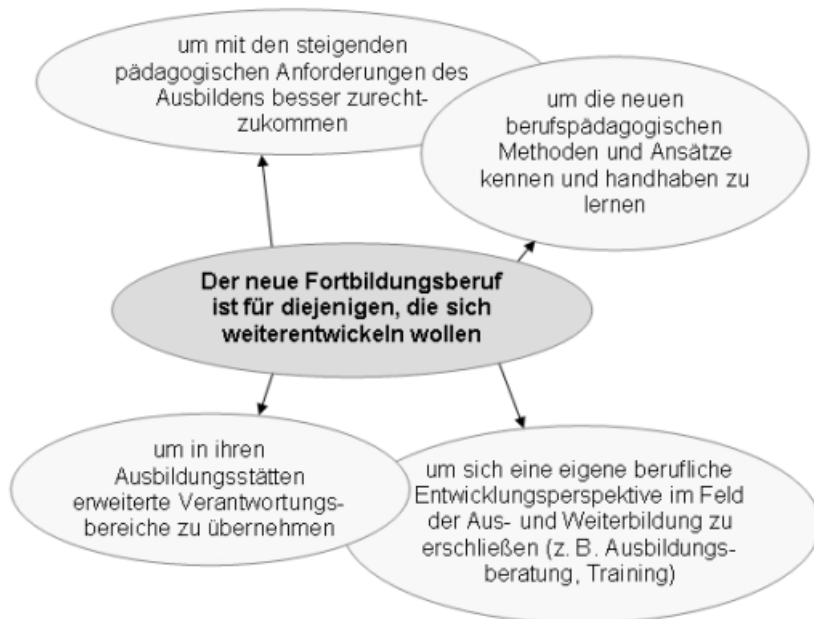 um mit den steigenden
pädagogischen Anforderungen des
Ausbildens besser zurecht-
zukommen
um die neuen
berufspädagogischen
Methoden und Ansätze
kennen und handhaben zu
lernen
Der neue Fortbildungsberuf
ist für diejenigen, die sich
weiterentwickeln wollen
um in ihren
Ausbildungsstätten
erweiterte Verantwortungs-
bereiche zu übernehmen
um sich eine eigene berufliche
Entwicklungsperspektive im Feld
der Aus- und Weiterbildung zu
erschließen (z. B. Ausbildungs-
beratung, Training)